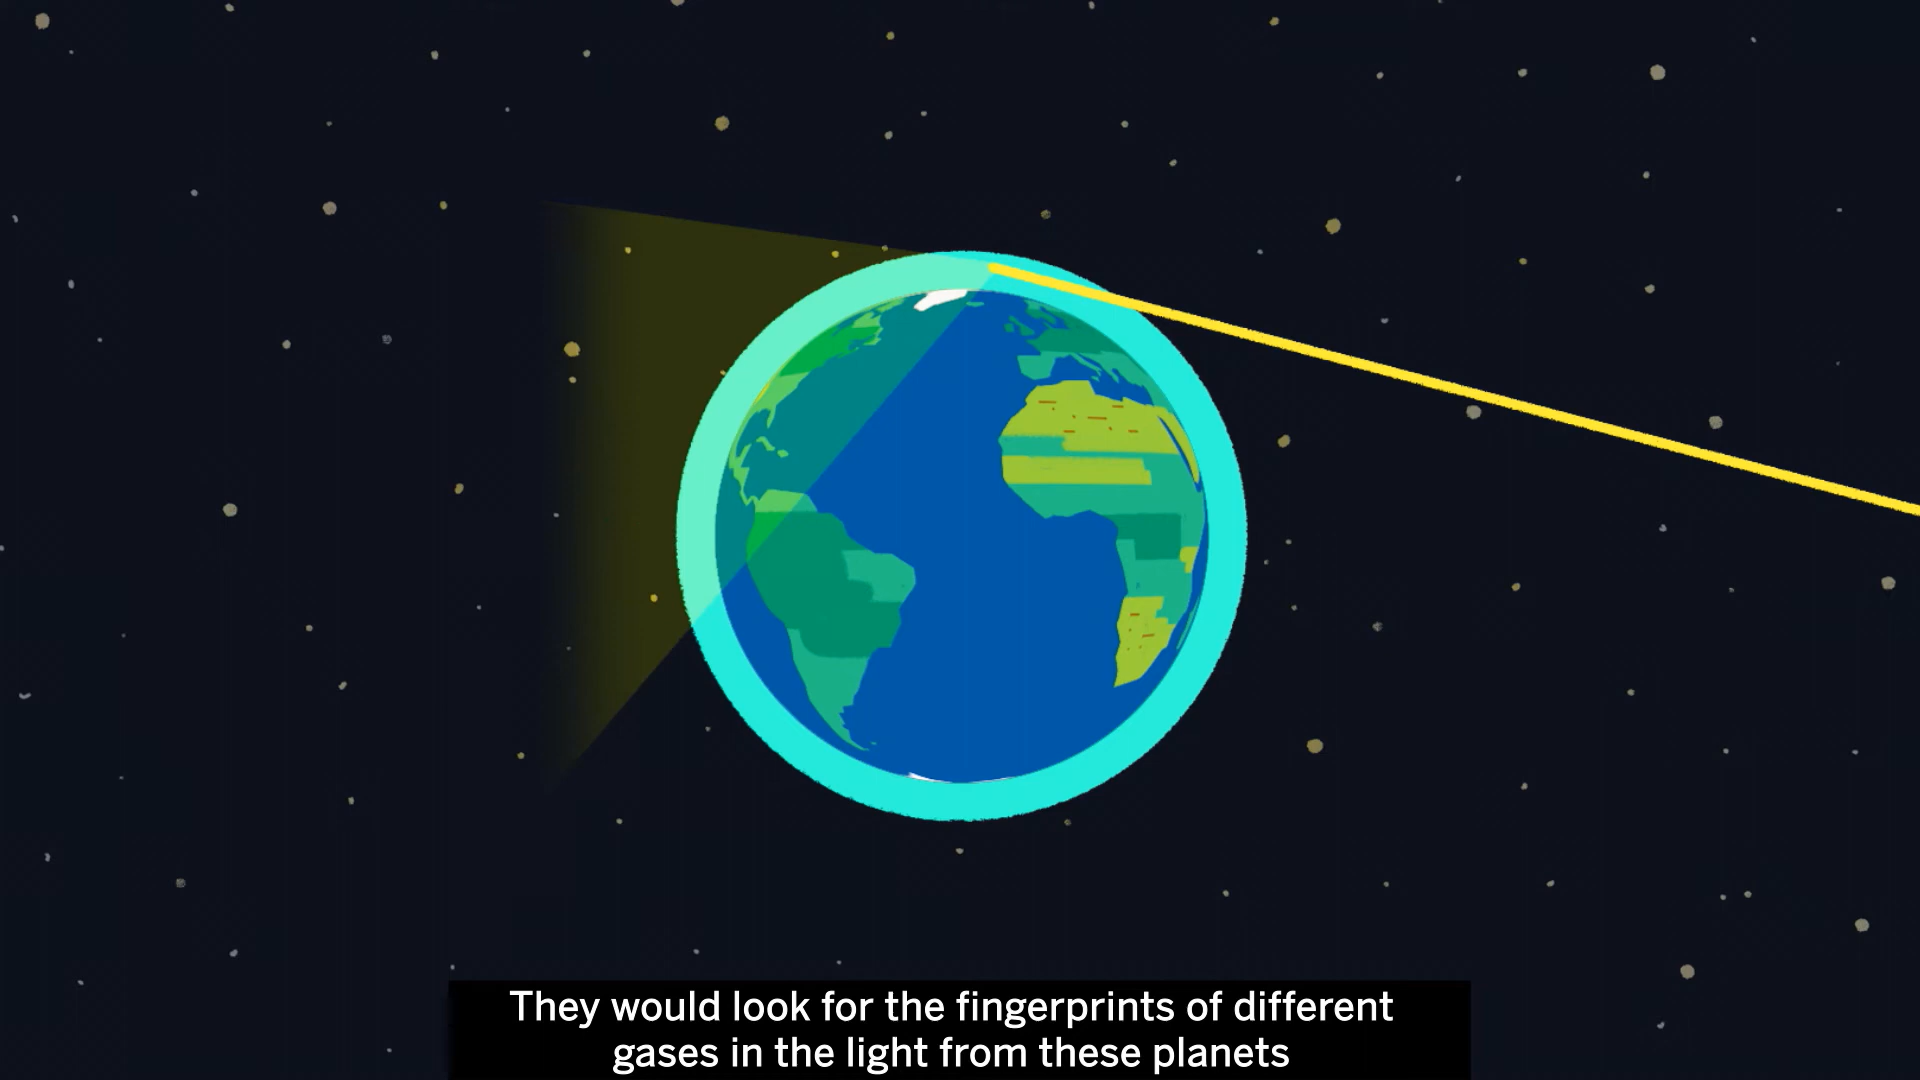 They would look for the fingerprints of different
gases in the light from these planets